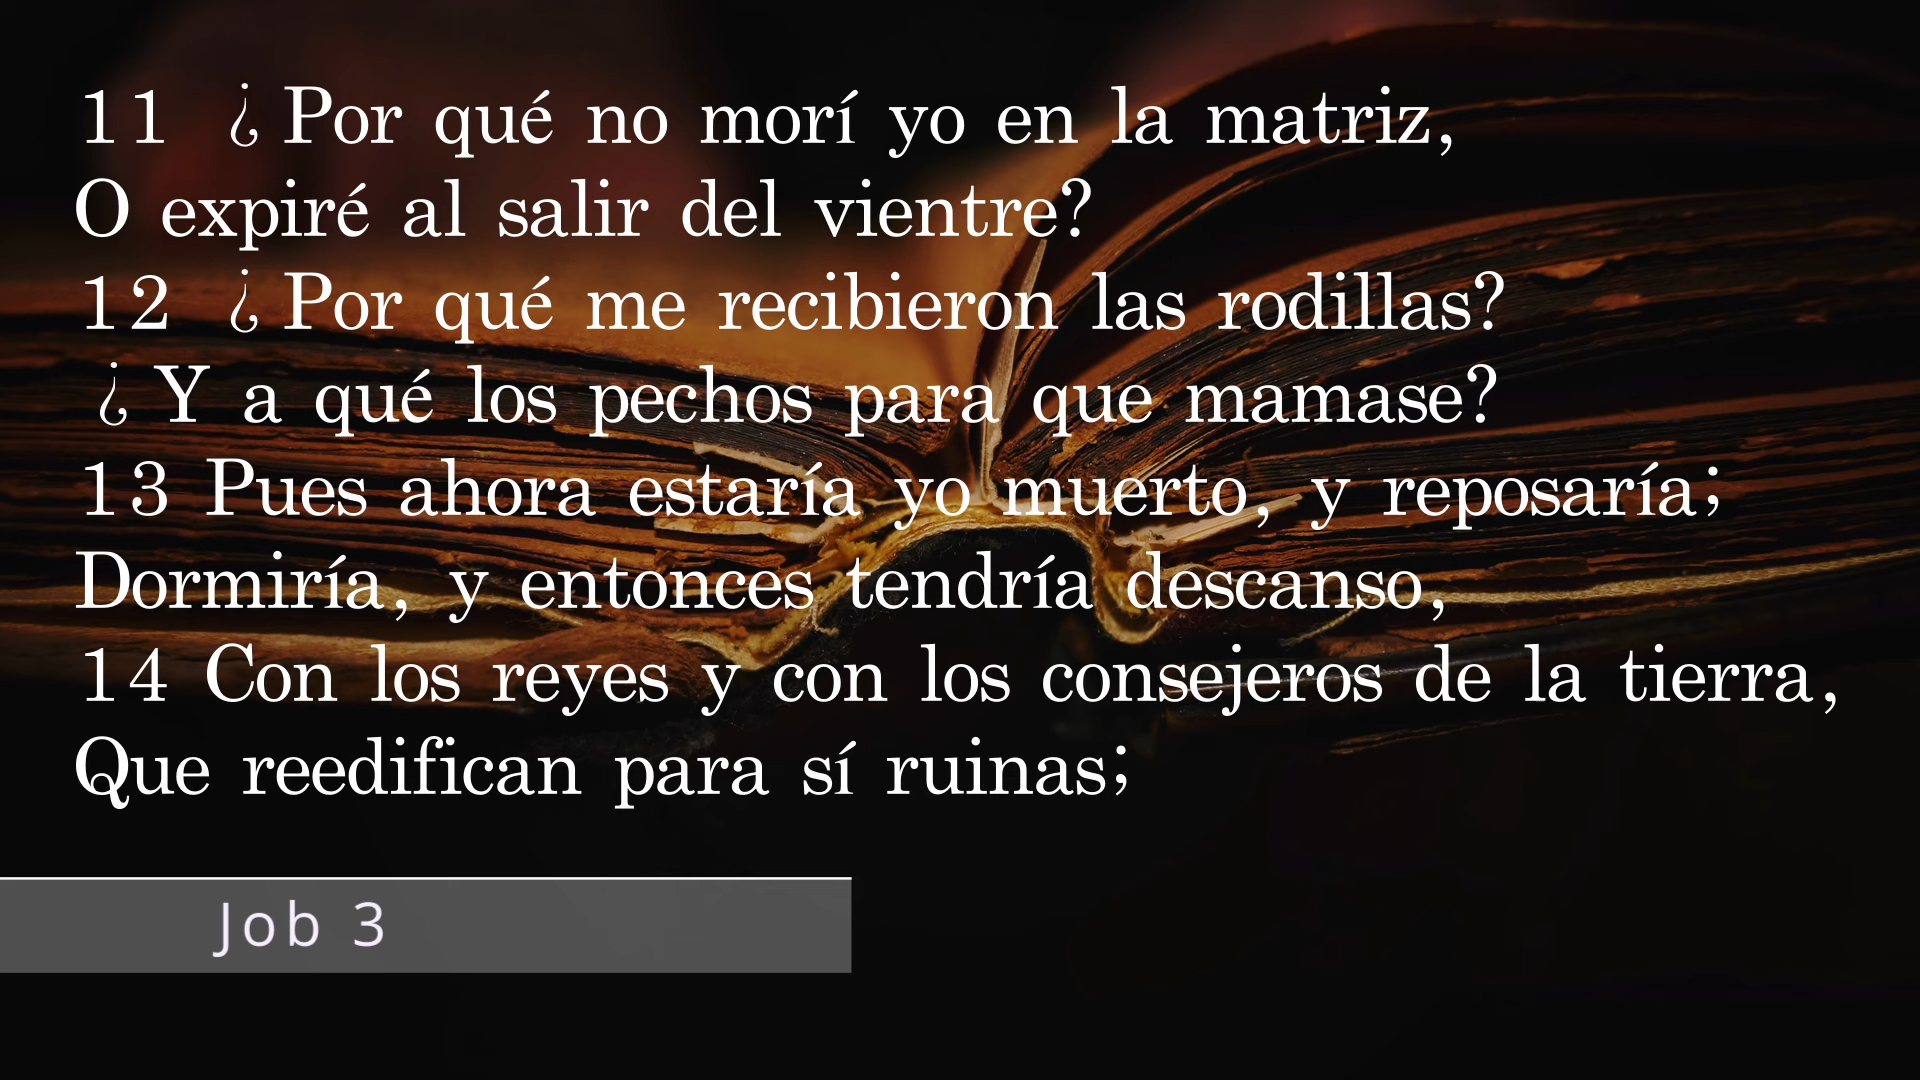 11 ¿Por qué no morí yo en la matriz,
O expiré al salir del vientre?
12 ¿Por qué me recibieron las rodillas?
¿Y a qué los pechos para que mamase?
13 Pues ahora estaría yo muerto, y reposaría;
Dormiría, y entonces tendría descanso,
14 Con los reyes y con los consejeros de la tierra,
Que reedifican para sí ruinas;
Job 3